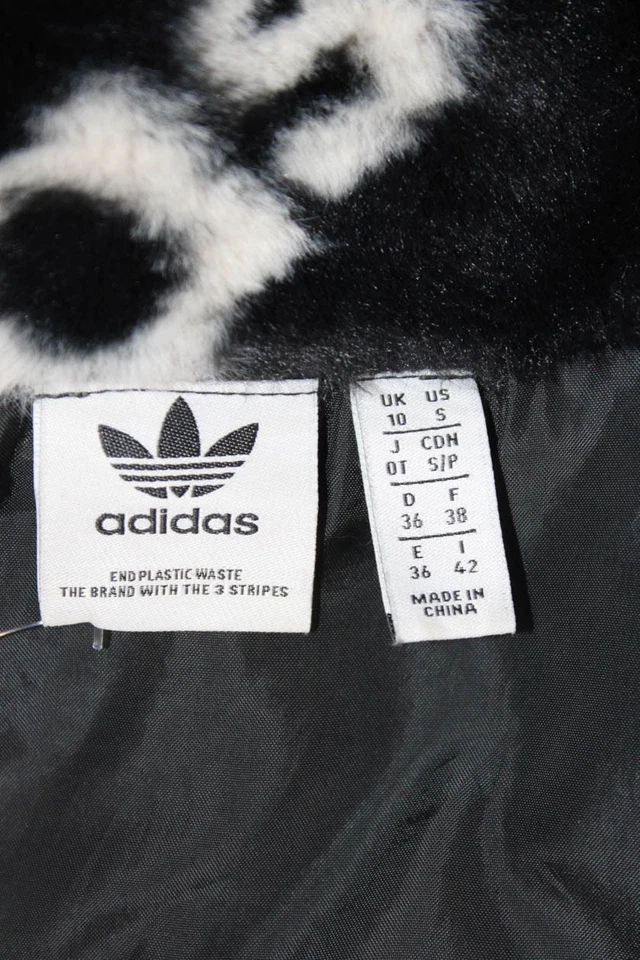 adidas
END PLASTIC WASTE
THE BRAND WITH THE 3 STRIPES
UK US
10 S
J CDN
OT S/P
D F
36 38
E I
36 42
MADE IN
CHINA